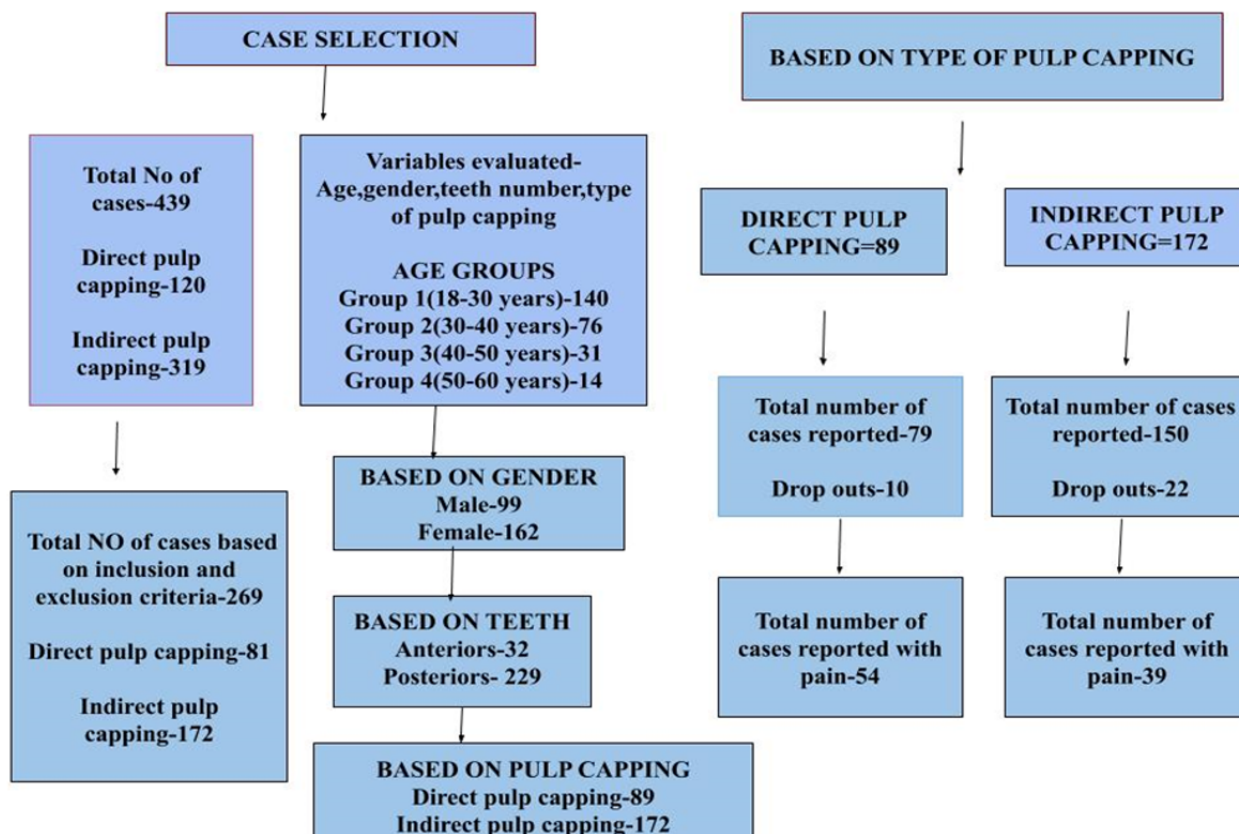 CASE SELECTION
Total No of
cases-439
Direct pulp
capping-120
Indirect pulp
capping-319
Total NO of cases based
on inclusion and
exclusion criteria-269
Direct pulp capping-81
Indirect pulp
capping-172
Variables evaluated-
Age,gender,teeth number,type
of pulp capping
AGE GROUPS
Group 1(18-30 years)-140
Group 2(30-40 years)-76
Group 3(40-50 years)-31
Group 4(50-60 years)-14
BASED ON GENDER
Male-99
Female-162
BASED ON TEETH
Anteriors-32
Posteriors- 229
BASED ON PULP CAPPING
Direct pulp capping-89
Indirect pulp capping-172
BASED ON TYPE OF PULP CAPPING
DIRECT PULP
CAPPING=89
Total number of
cases reported-79
Drop outs-10
Total number of
cases reported with
pain-54
INDIRECT PULP
CAPPING=172
Total number of cases
reported-150
Drop outs-22
Total number of
cases reported with
pain-39